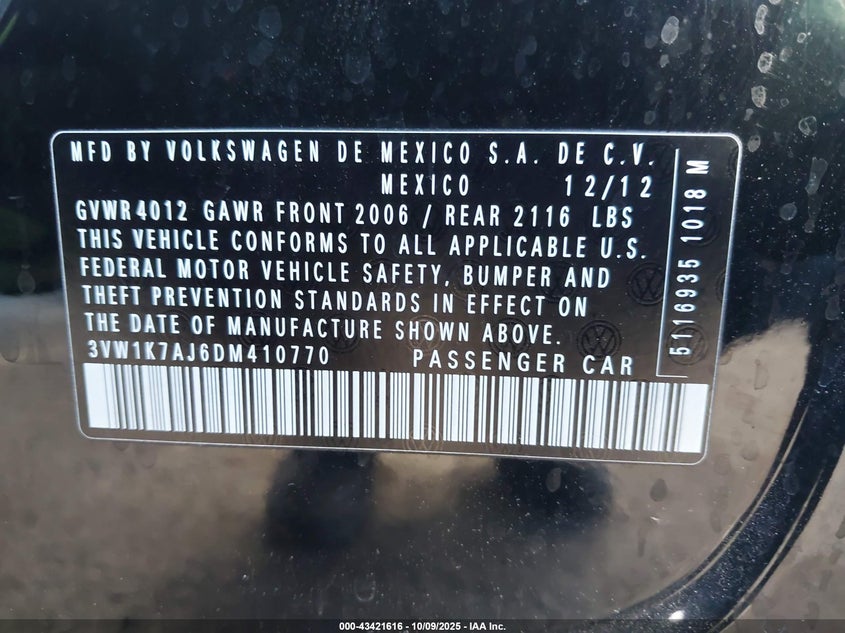 MFD BY VOLKSWAGEN DE MEXICO S.A. DE C.V.
MEXICO 12/12
GVWR 4012 GAWR FRONT 2006 / REAR 2116 LBS
THIS VEHICLE CONFORMS TO ALL APPLICABLE U.S.
FEDERAL MOTOR VEHICLE SAFETY, BUMPER AND
THEFT PREVENTION STANDARDS IN EFFECT ON
THE DATE OF MANUFACTURE SHOWN ABOVE.
3VW1K7AJ6DM410770 PASSENGER CAR
5116935 1018 M
000-43421616 - 10/09/2025 - IAA Inc.